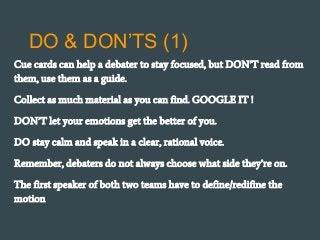 DO & DON'TS (1)
Cue cards can help a debater to stay focused, but DON'T read from
them, use them as a guide.
Collect as much material as you can find. GOOGLE IT !
DON'T let your emotions get the better of you.
DO stay calm and speak in a clear, rational voice.
Remember, debaters do not always choose what side they're on.
The first speaker of both two teams have to define/redifine the
motion